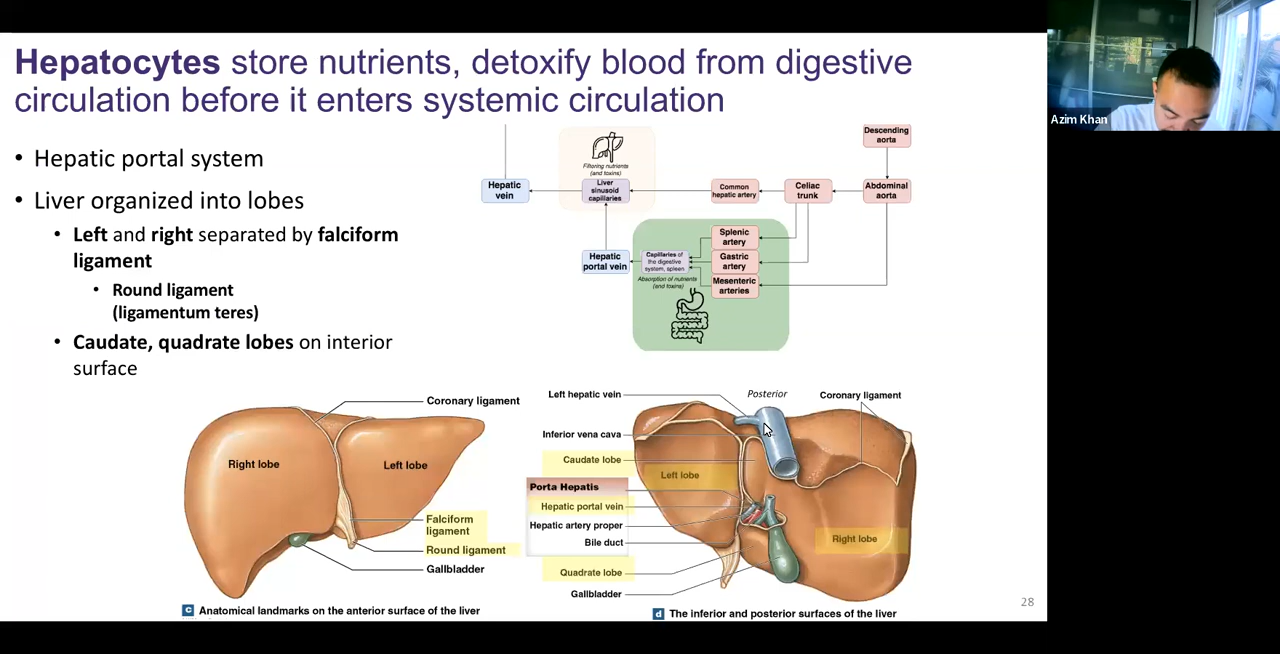 Hepatocytes store nutrients, detoxify blood from digestive
circulation before it enters systemic circulation
• Hepatic portal system
• Liver organized into lobes
• Left and right separated by falciform
ligament
• Round ligament
(ligamentum teres)
• Caudate, quadrate lobes on interior
surface
Filtering nutrients
(and toxins)
Liver
sinusoid
capillaries
Hepatic
vein
Common
hepatic artery
Celiac
trunk
Descending
aorta
Abdominal
aorta
Hepatic
portal vein
Capillaries of
the digestive
system, spleen.
Absorption of nutrients
(and toxins)
Splenic
artery
Gastric
artery
Mesenteric
arteries
Coronary ligament
Right lobe
Left lobe
Falciform
ligament
Round ligament
Gallbladder
c Anatomical landmarks on the anterior surface of the liver
Left hepatic vein
Posterior
Coronary ligament
Inferior vena cava
Caudate lobe
Left lobe
Porta Hepatis
Hepatic portal vein
Hepatic artery proper
Bile duct
Right lobe
Quadrate lobe
Gallbladder
d The inferior and posterior surfaces of the liver
28
Azim Khan